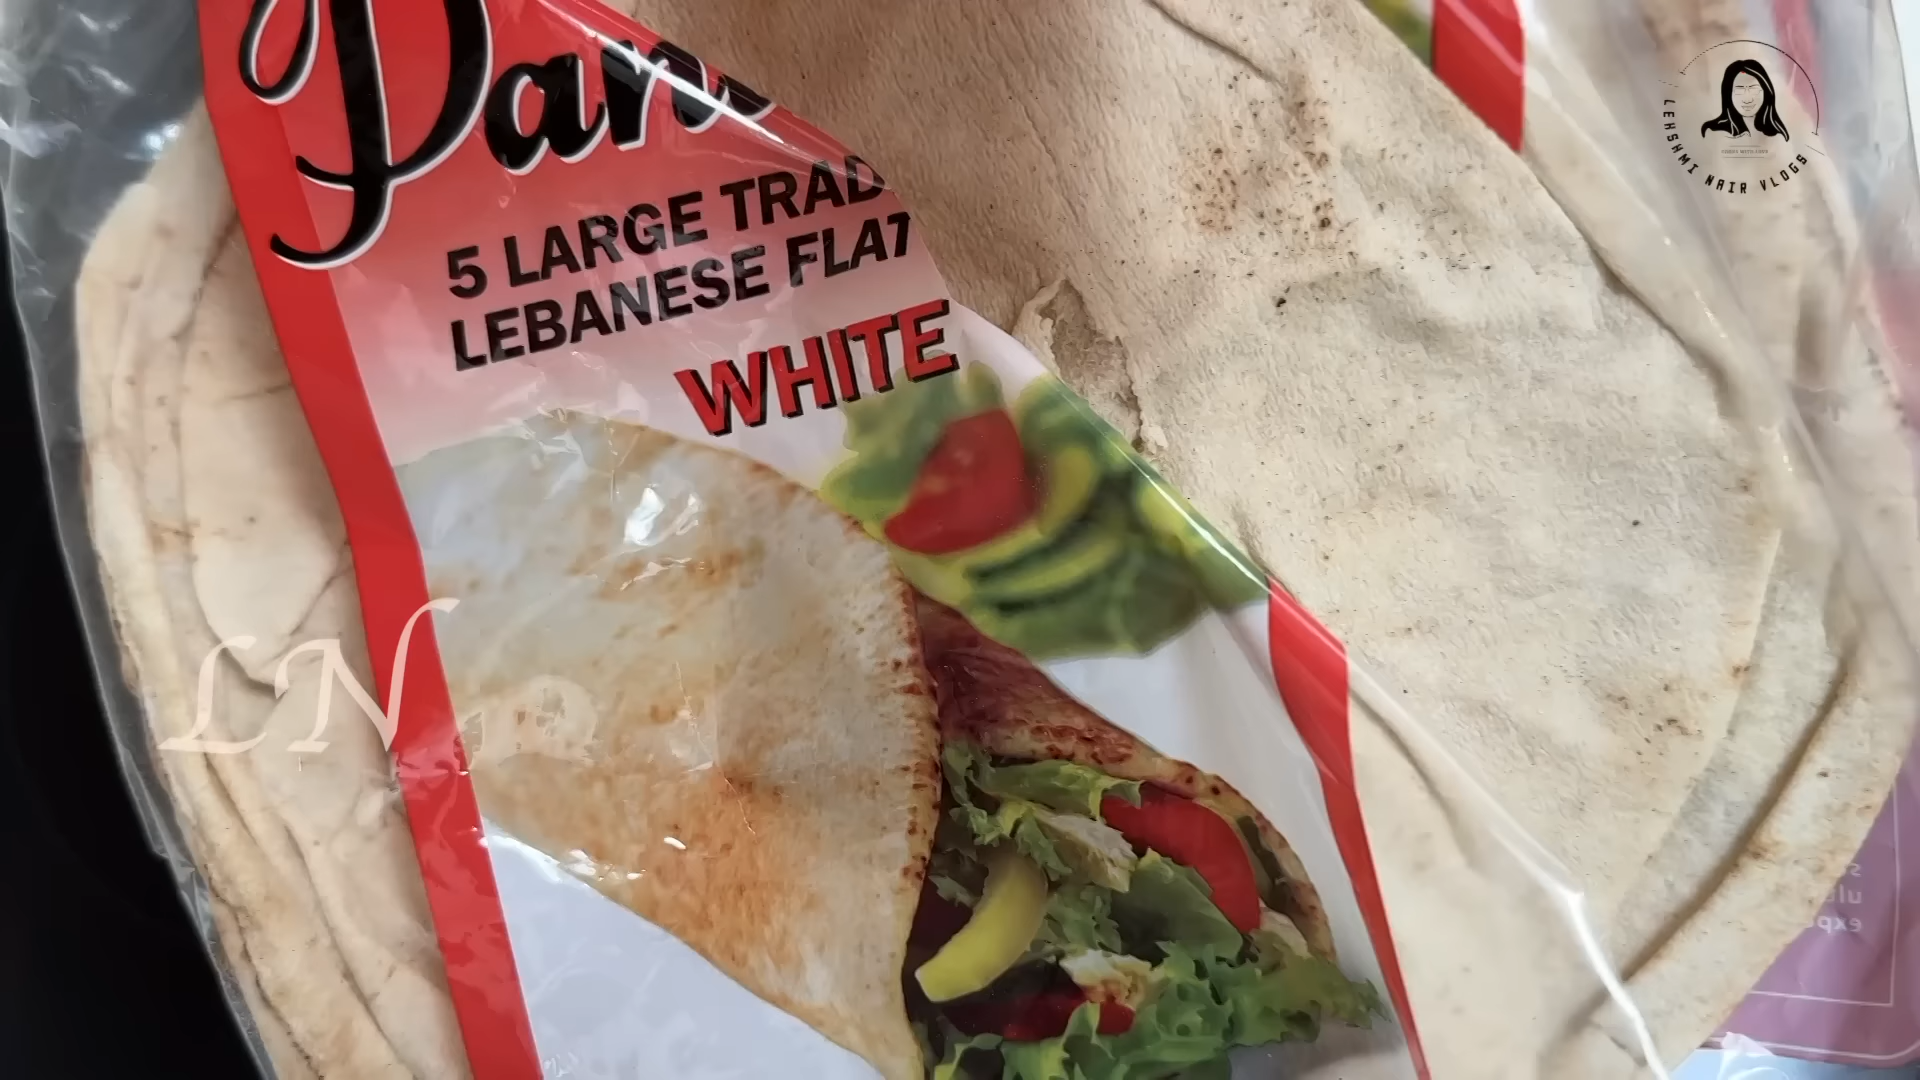 Dan
5 LARGE TRAD
LEBANESE FLAT
WHITE
LEKSHMI NAIR VLOGS
LN